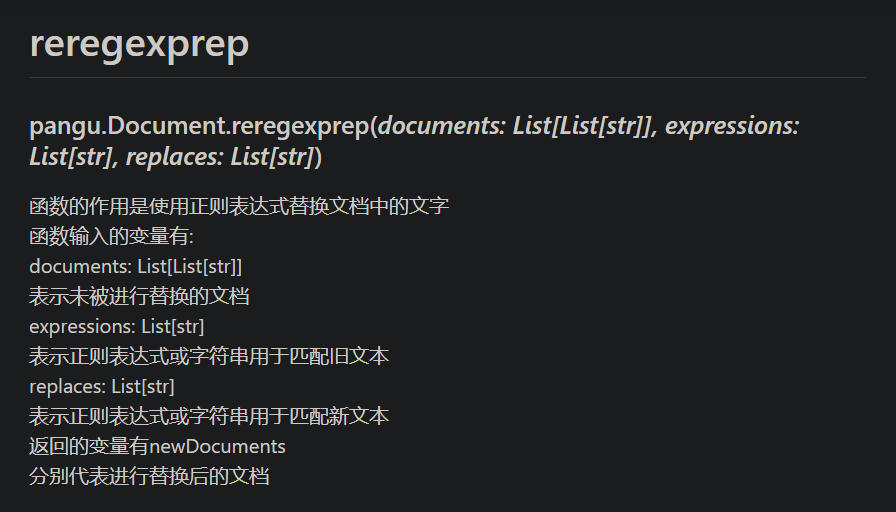 reregexprep
pangu.Document.reregexprep(documents: List[List[str]], expressions:
List[str], replaces: List[str])
函数的作用是使用正则表达式替换文档中的文字
函数输入的变量有:
documents: List[List[str]]
表示未被进行替换的文档
expressions: List[str]
表示正则表达式或字符串用于匹配旧文本
replaces: List[str]
表示正则表达式或字符串用于匹配新文本
返回的变量有newDocuments
分别代表进行替换后的文档